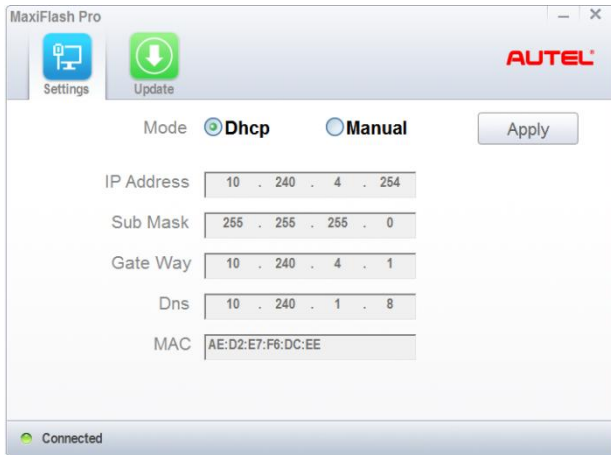 MaxiFlash Pro
AUTEL
Settings Update
Mode Dhcp Manual Apply
IP Address 10 . 240 . 4 . 254
Sub Mask 255 . 255 . 255 . 0
Gate Way 10 . 240 . 4 . 1
Dns 10 . 240 . 1 . 8
MAC AE:D2:E7:F6:DC:EE
Connected